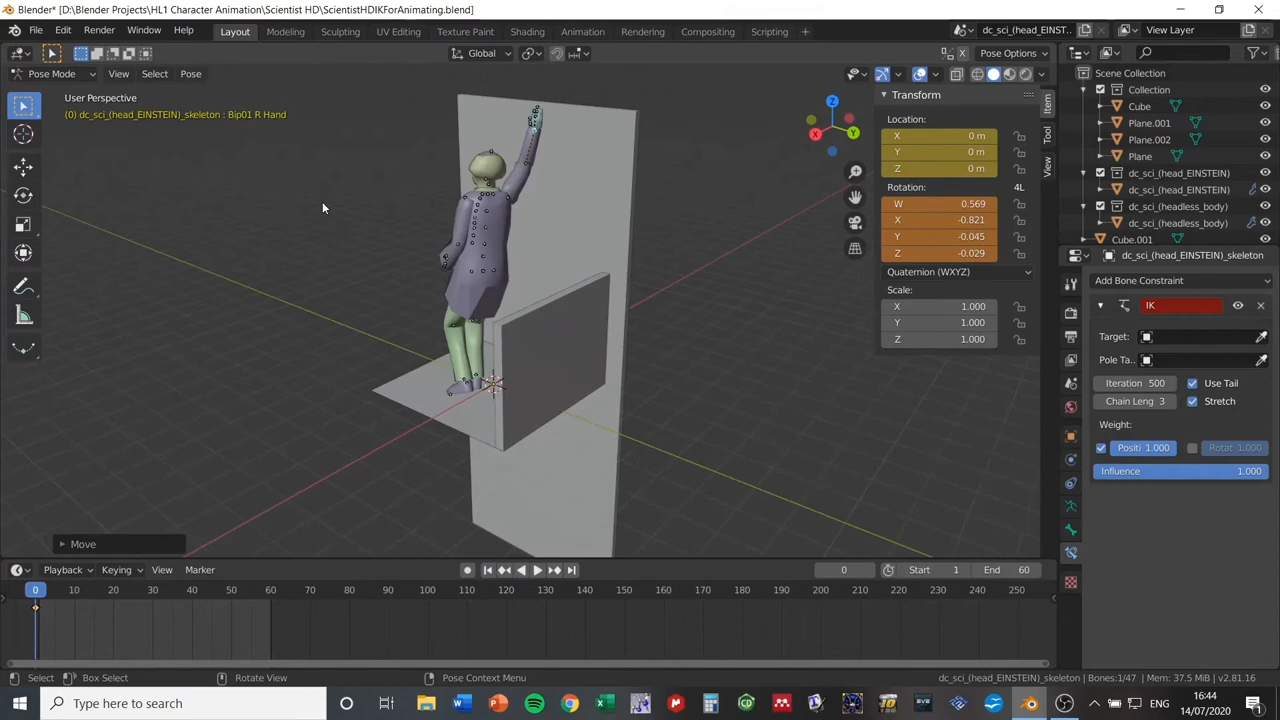 Blender* [D:\Blender Projects\HL1 Character Animation\Scientist HD\ScientistHDIKForAnimating.blend]
File Edit Render Window Help Layout Modeling Sculpting UV Editing Texture Paint Shading Animation Rendering Compositing Scripting dc_sci_(head_EINST... View Layer
Global X Pose Options
Pose Mode View Select Pose
User Perspective
(0) dc_sci_(head_EINSTEIN)_skeleton : Bip01 R Hand
Z
Y
X
Item
Tool
View
Transform
Location:
X 0 m
Y 0 m
Z 0 m
Rotation: 4L
W 0.569
X -0.821
Y -0.045
Z -0.029
Quaternion (WXYZ)
Scale:
X 1.000
Y 1.000
Z 1.000
Scene Collection
Collection
Cube
Plane.001
Plane.002
Plane
dc_sci_(head_EINSTEIN)
dc_sci_(head_EINSTEIN)
dc_sci_(headless_body)
dc_sci_(headless_body)
Cube.001
dc_sci_(head_EINSTEIN)_skeleton
Add Bone Constraint
IK
Target:
Pole Ta..
Iteration 500 Use Tail
Chain Leng 3 Stretch
Weight:
Positi 1.000 Rotat 1.000
Influence 1.000
Move
Playback Keying View Marker 0 Start 1 End 60
0 10 20 30 40 50 60 70 80 90 100 110 120 130 140 150 160 170 180 190 200 210 220 230 240 250
Select Box Select Rotate View Pose Context Menu dc_sci_(head_EINSTEIN)_skeleton | Bones:1/47 | Mem: 37.5 MiB | v2.81.16
Type here to search
ENG
16:44
14/07/2020